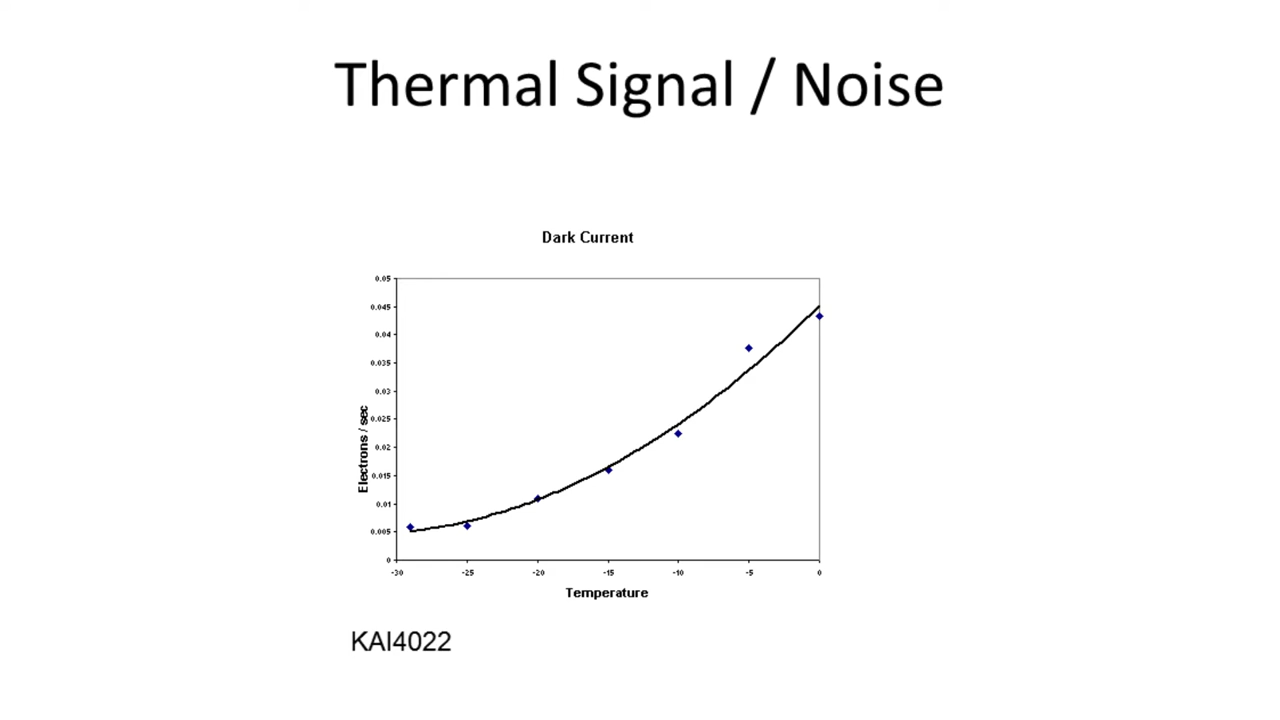 Thermal Signal / Noise
Dark Current
0.05
0.045
0.04
0.035
0.03
0.025
0.02
0.015
0.01
0.005
0
Electrons / sec
-30 -25 -20 -15 -10 -5 0
Temperature
KAI4022